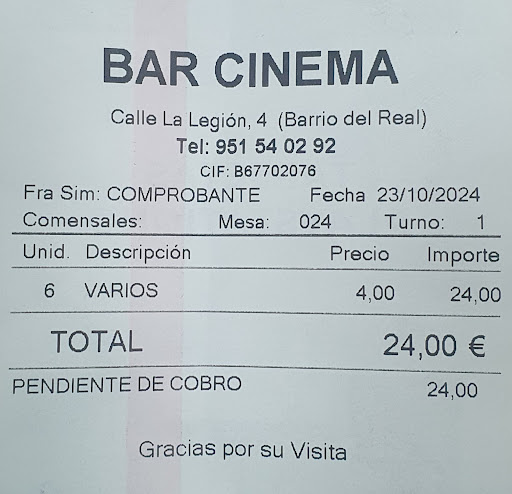 BAR CINEMA
Calle La Legión, 4 (Barrio del Real)
Tel: 951 54 02 92
CIF: B67702076
Fra Sim: COMPROBANTE Fecha 23/10/2024
Comensales: Mesa: 024 Turno: 1
Unid. Descripción Precio Importe
6 VARIOS 4,00 24,00
TOTAL 24,00 €
PENDIENTE DE COBRO 24,00
Gracias por su Visita